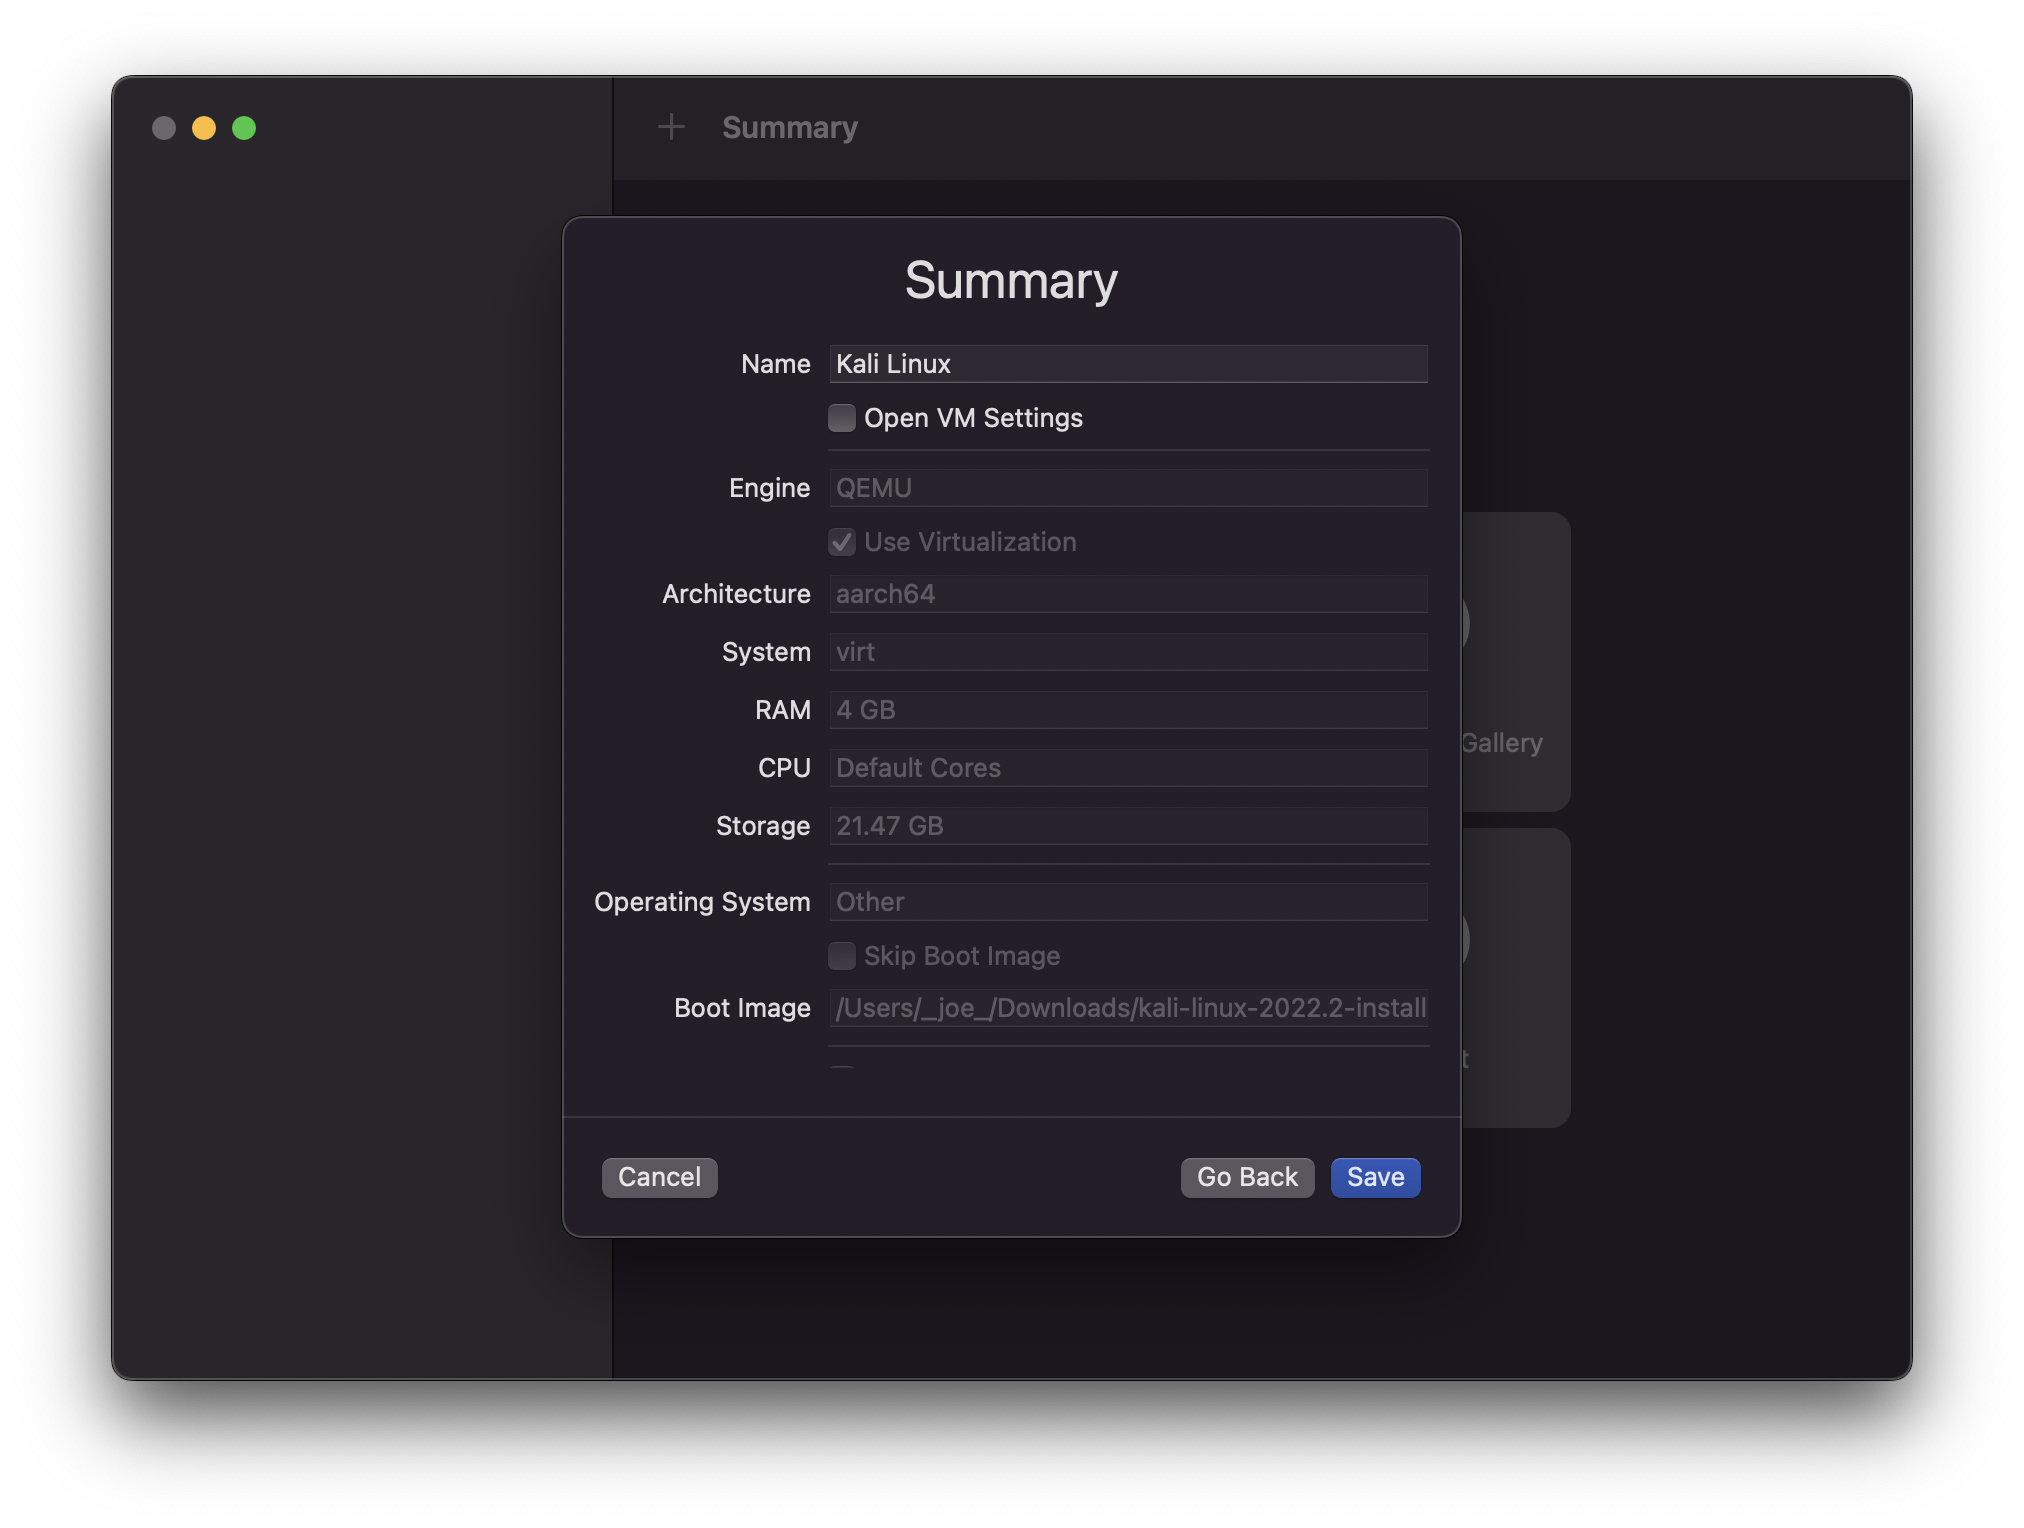 Summary
Summary
Name Kali Linux
Open VM Settings
Engine QEMU
Use Virtualization
Architecture aarch64
System virt
RAM 4 GB
CPU Default Cores
Storage 21.47 GB
Operating System Other
Skip Boot Image
Boot Image /Users/_joe_/Downloads/kali-linux-2022.2-install
Gallery
Cancel Go Back Save